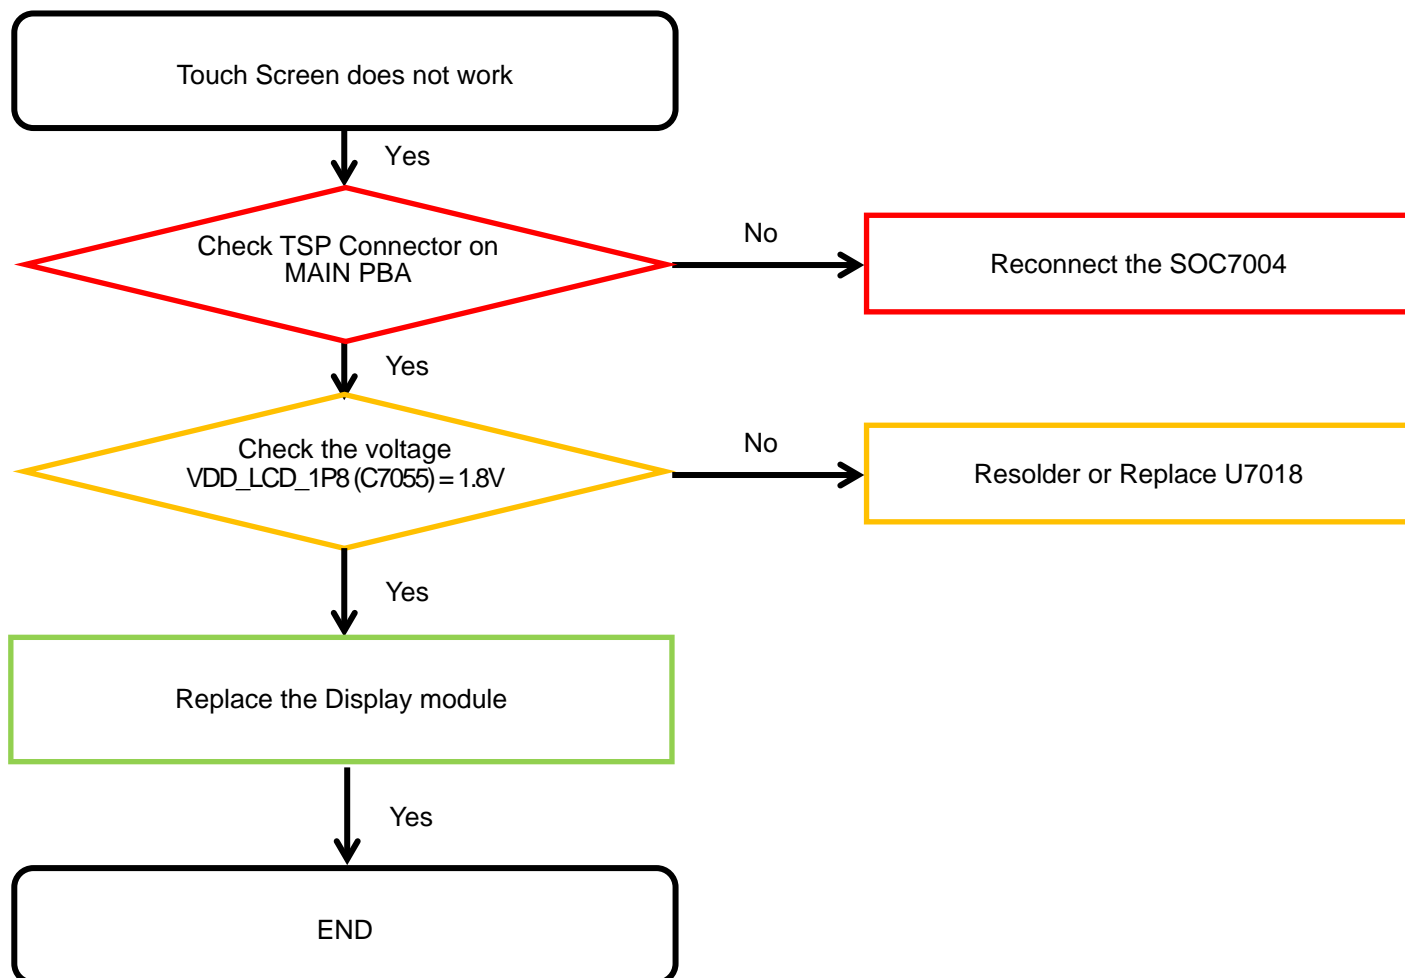 Touch Screen does not work
Yes
Check TSP Connector on
MAIN PBA
No
Reconnect the SOC7004
Yes
Check the voltage
VDD_LCD_1P8 (C7055) = 1.8V
No
Resolder or Replace U7018
Yes
Replace the Display module
Yes
END